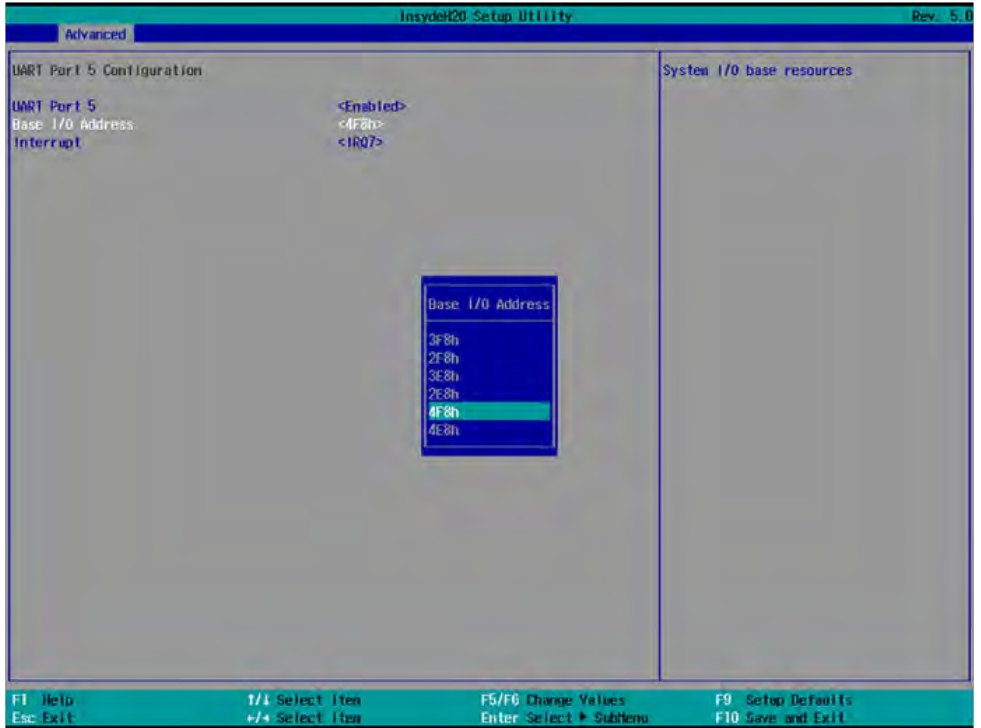 InsydeH20 Setup Utility Rev. 5.0
Advanced
UART Port 5 Configuration
System I/O base resources
UART Port 5 <Enabled>
Base I/O Address <4F8h>
Interrupt <IRQ7>
Base I/O Address
3F8h
2F8h
3E8h
2E8h
4F8h
4E8h
F1 Help ↑/↓ Select Item F5/F6 Change Values F9 Setup Defaults
Esc Exit ←/→ Select Item Enter Select ▶ SubMenu F10 Save and Exit